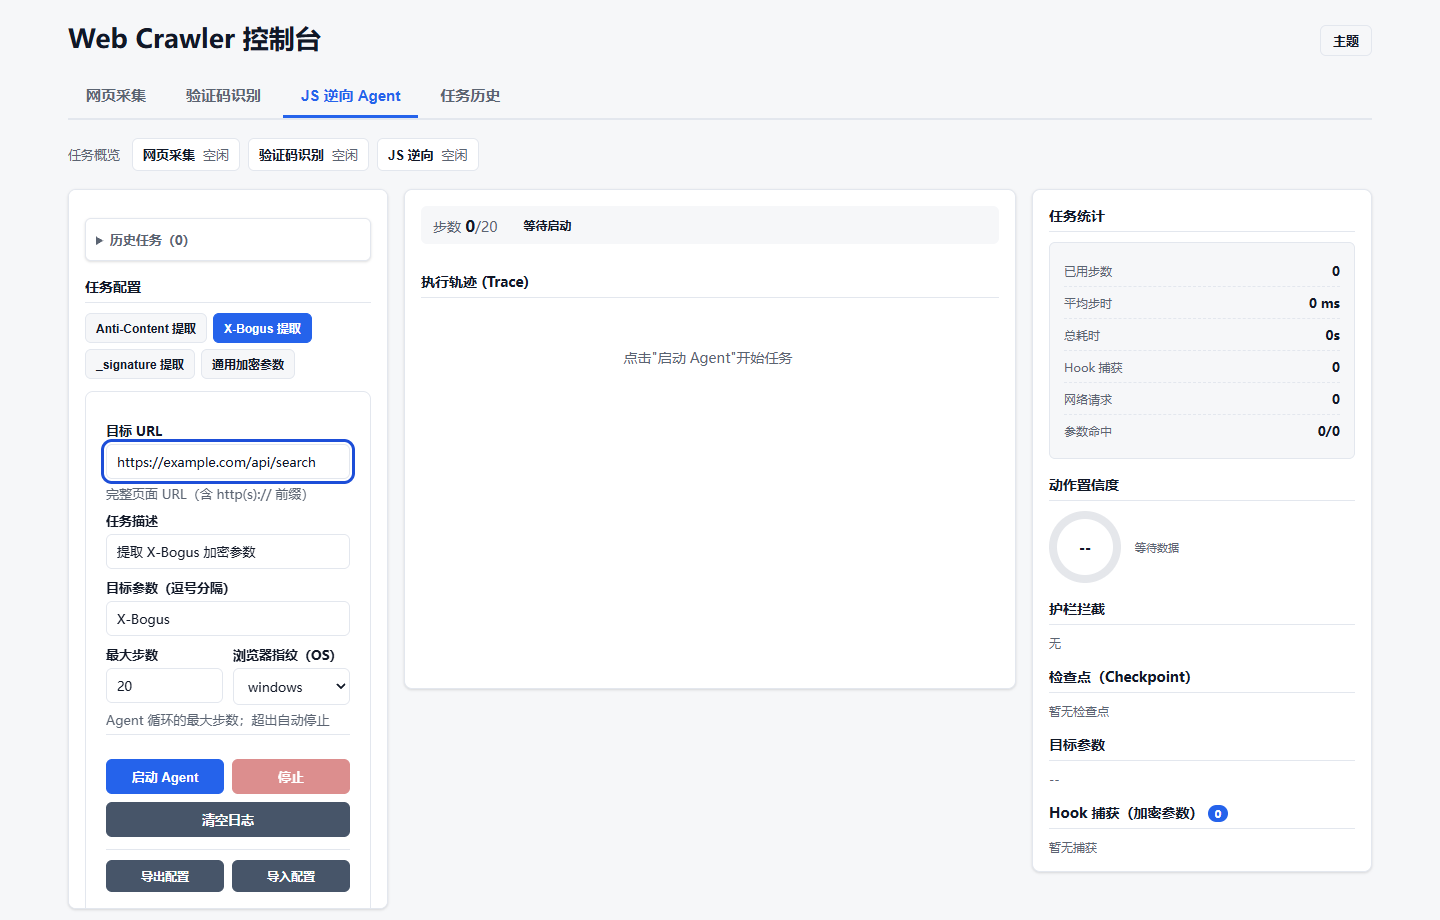 Web Crawler 控制台
主题
网页采集 验证码识别 JS 逆向 Agent 任务历史
任务概览 网页采集 空闲 验证码识别 空闲 JS 逆向 空闲
历史任务（0）
任务配置
Anti-Content 提取 X-Bogus 提取
_signature 提取 通用加密参数
目标 URL
https://example.com/api/search
完整页面 URL（含 http(s):// 前缀）
任务描述
提取 X-Bogus 加密参数
目标参数（逗号分隔）
X-Bogus
最大步数 浏览器指纹（OS）
20 windows
Agent 循环的最大步数；超出自动停止
启动 Agent 停止
清空日志
导出配置 导入配置
步数 0/20 等待启动
执行轨迹 (Trace)
点击"启动 Agent"开始任务
任务统计
已用步数 0
平均步时 0 ms
总耗时 0s
Hook 捕获 0
网络请求 0
参数命中 0/0
动作置信度
-- 等待数据
护栏拦截
无
检查点（Checkpoint）
暂无检查点
目标参数
--
Hook 捕获（加密参数） 0
暂无捕获